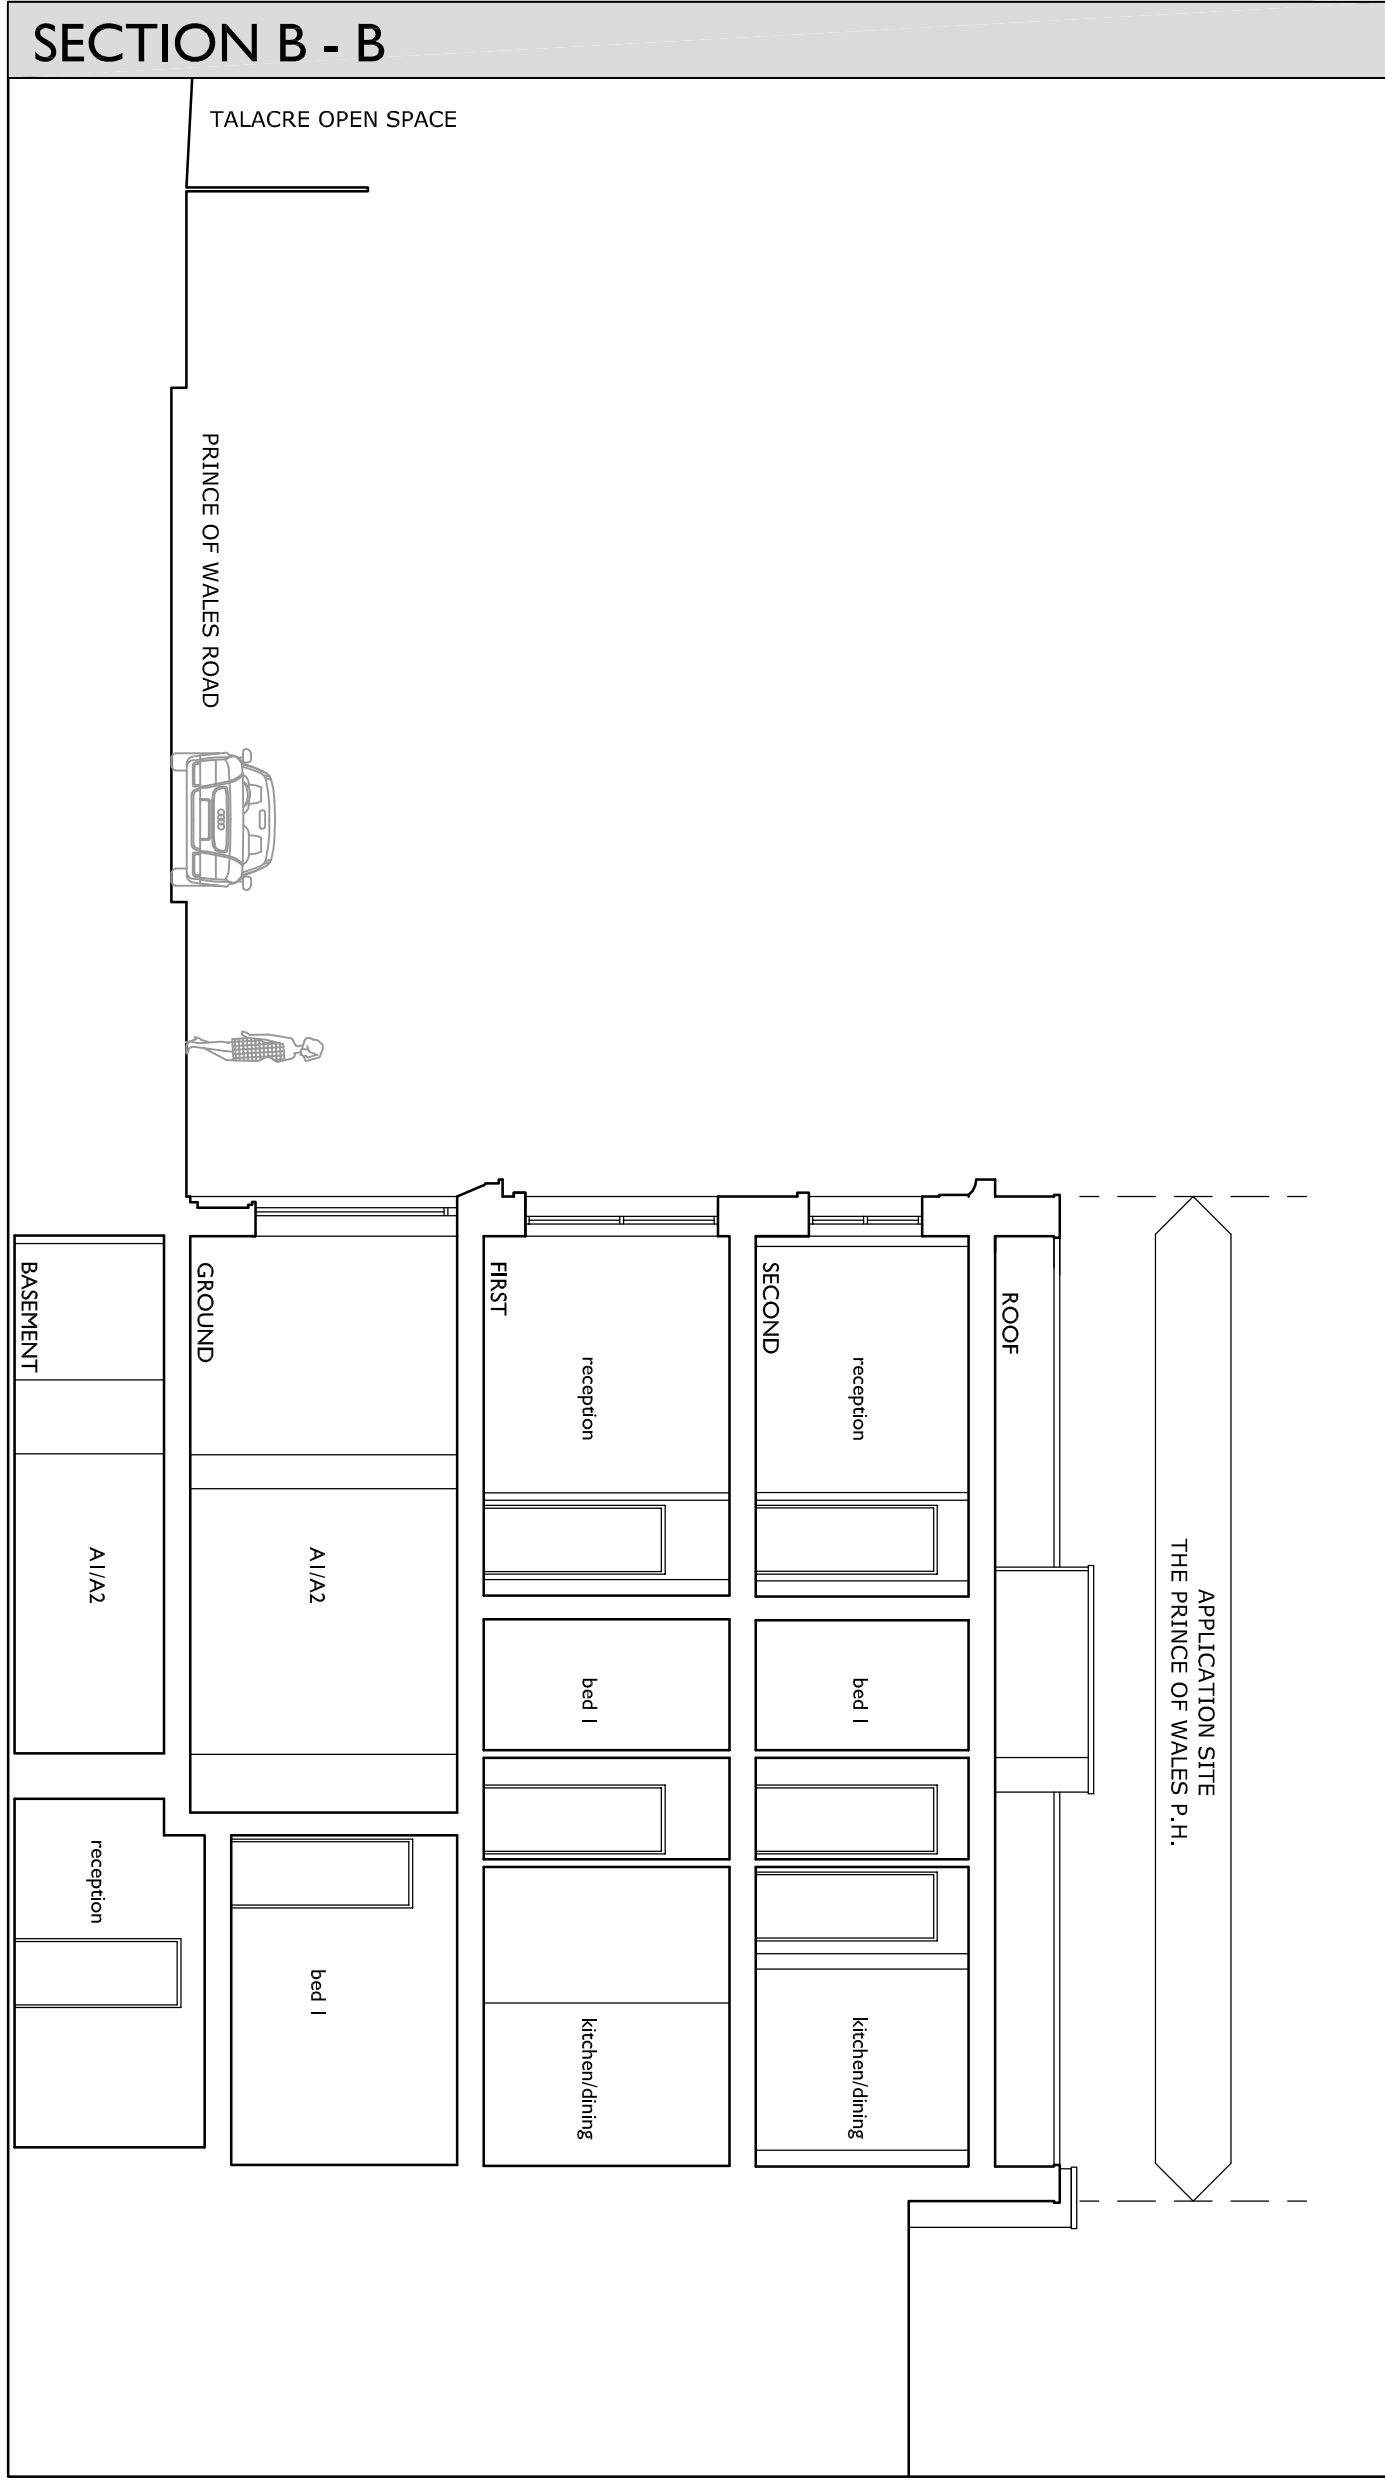 SECTION B - B
TALACRE OPEN SPACE
PRINCE OF WALES ROAD
APPLICATION SITE
THE PRINCE OF WALES P.H.
ROOF
SECOND
reception
bed 1
kitchen/dining
FIRST
reception
bed 1
kitchen/dining
GROUND
A1/A2
bed 1
BASEMENT
A1/A2
reception